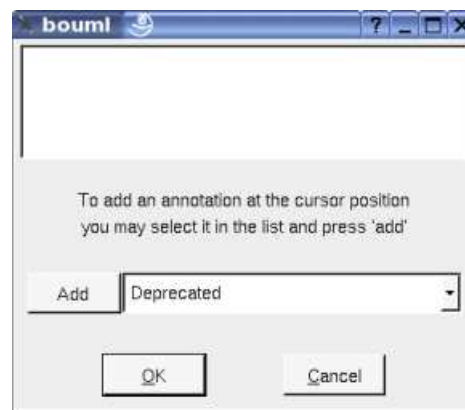 bouml
To add an annotation at the cursor position
you may select it in the list and press 'add'
Add Deprecated
OK Cancel